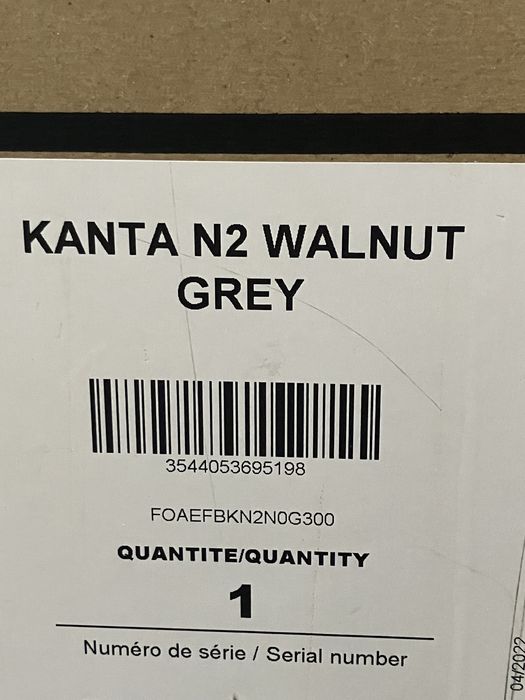 KANTA N2 WALNUT
GREY
3544053695198
FOAEFBKN2N0G300
QUANTITE/QUANTITY
1
Numéro de série / Serial number
04/2022